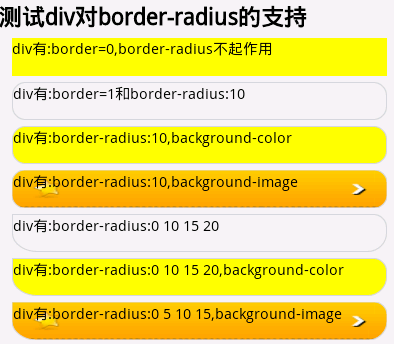 测试div对border-radius的支持
div有:border=0,border-radius不起作用
div有:border=1和border-radius:10
div有:border-radius:10,background-color
div有:border-radius:10,background-image
div有:border-radius:0 10 15 20
div有:border-radius:0 10 15 20,background-color
div有:border-radius:0 5 10 15,background-image